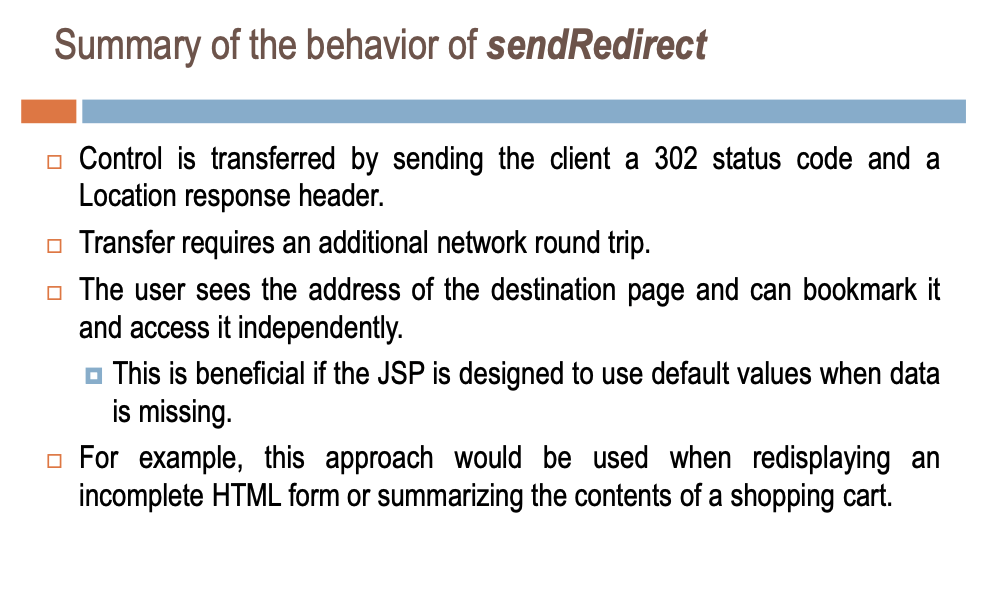 Summary of the behavior of sendRedirect
Control is transferred by sending the client a 302 status code and a
Location response header.
Transfer requires an additional network round trip.
The user sees the address of the destination page and can bookmark it
and access it independently.
This is beneficial if the JSP is designed to use default values when data
is missing.
For example, this approach would be used when redisplaying an
incomplete HTML form or summarizing the contents of a shopping cart.